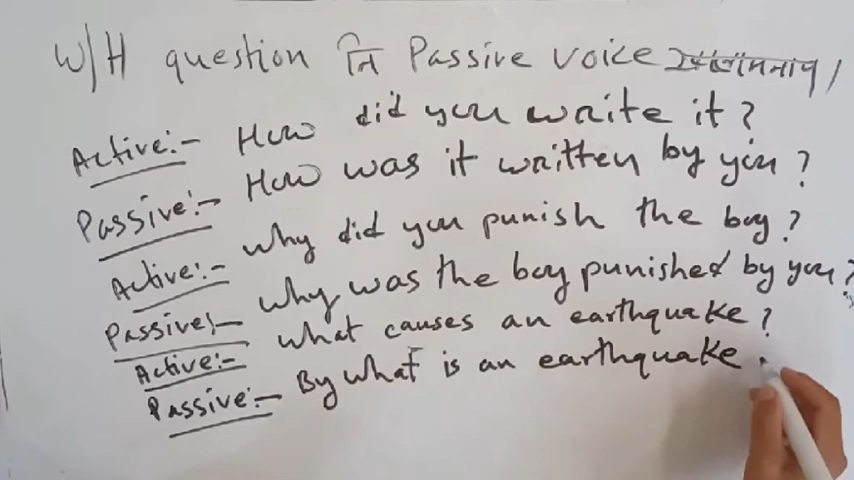 W/H question Passive voice
Active:- How did you write it?
Passive:- How was it written by you?
Active:- why did you punish the boy?
Passive:- why was the boy punished by you?
Active:- what causes an earthquake?
Passive:- By what is an earthquake